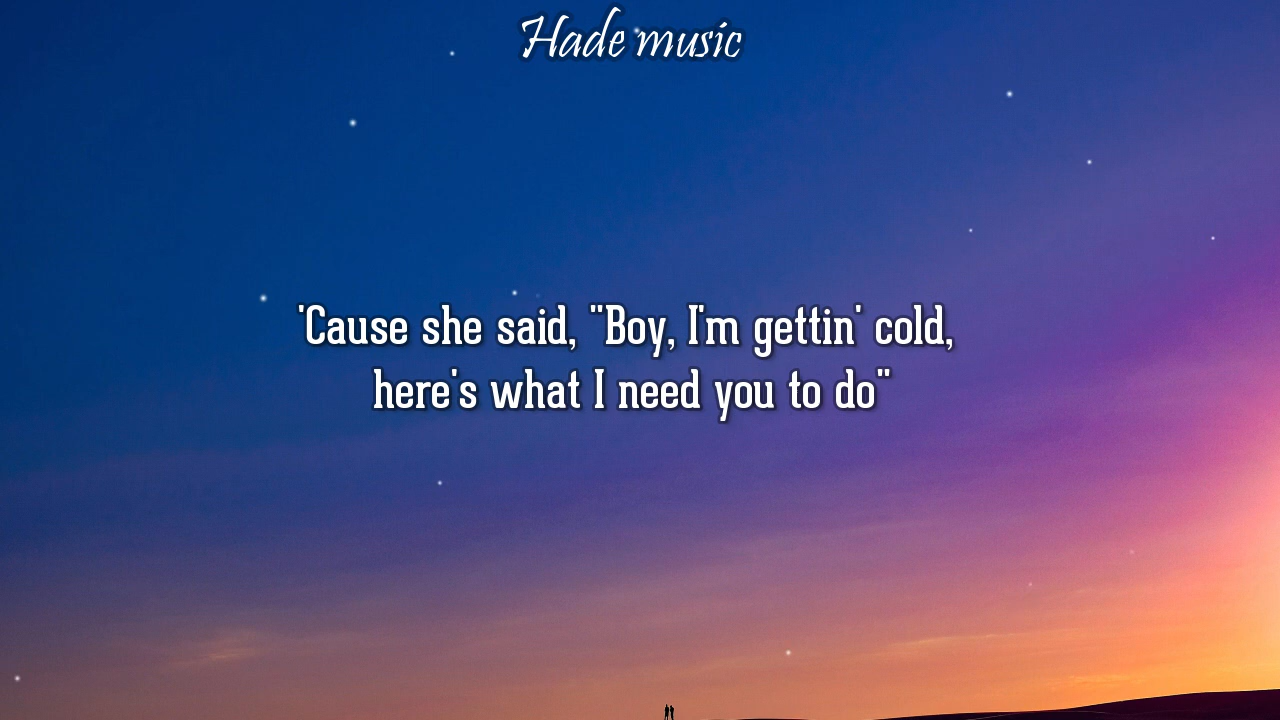 Hade music
'Cause she said, "Boy, I'm gettin' cold,
here's what I need you to do"